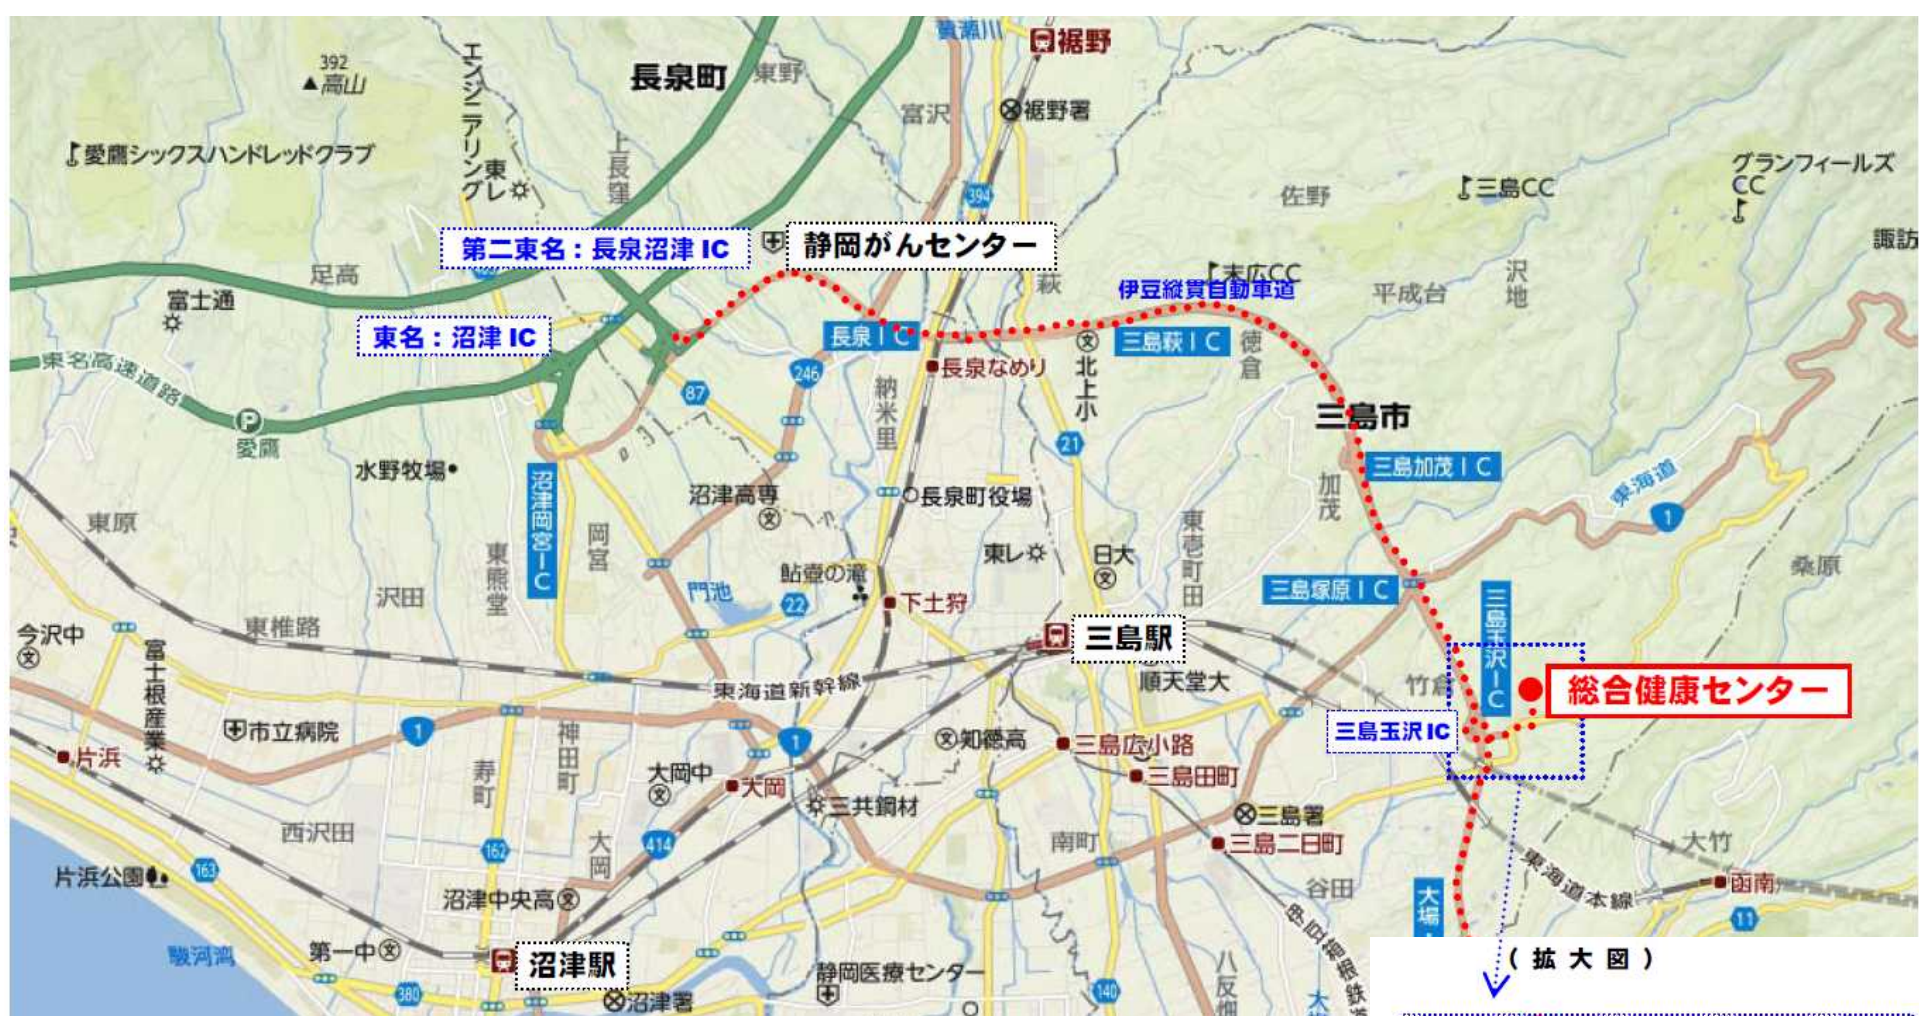 黄瀬川
裾野
392
高山
長泉町
東野
富沢
裾野署
エンジニアリング
東レ
上長窪
愛鷹シックスハンドレッドクラブ
394
佐野
三島CC
グランフィールズ
CC
諏訪
第二東名：長泉沼津 IC
静岡がんセンター
足高
富士通
萩
末広CC
伊豆縦貫自動車道
平成台
沢地
東名：沼津 IC
長泉IC
三島萩IC
徳倉
東名高速道路
長泉なめり
北上小
246
87
納米里
三島市
P
愛鷹
水野牧場
21
三島加茂IC
加茂
沼津岡宮IC
沼津高専
長泉町役場
東海道
1
東原
岡宮
東熊堂
東レ
日大
東壱町田
桑原
鮎壺の滝
門池
22
下土狩
三島塚原IC
三島玉沢IC
沢田
今沢中
東椎路
富士根産業
三島駅
東海道新幹線
順天堂大
竹倉
総合健康センター
市立病院
1
1
神田町
知徳高
三島広小路
三島玉沢IC
片浜
寿町
大岡中
大岡
三島田町
三共鋼材
三島署
西沢田
大岡
414
162
南町
三島二日町
大竹
片浜公園
163
沼津中央高
谷田
東海道本線
函南
大場
11
駿河湾
第一中
沼津駅
静岡医療センター
(拡大図)
380
沼津署
140
八反畑